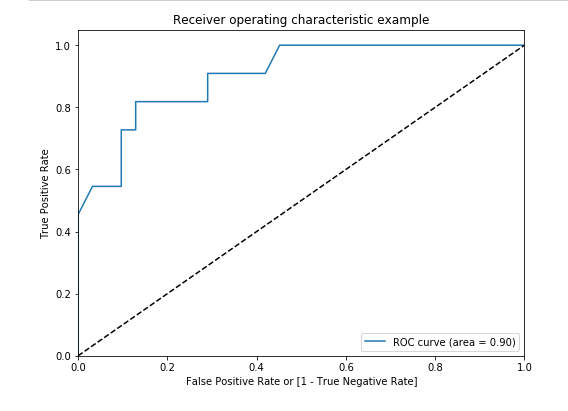 Receiver operating characteristic example
1.0
0.8
0.6
0.4
0.2
0.0
True Positive Rate
ROC curve (area = 0.90)
0.0 0.2 0.4 0.6 0.8 1.0
False Positive Rate or [1 - True Negative Rate]